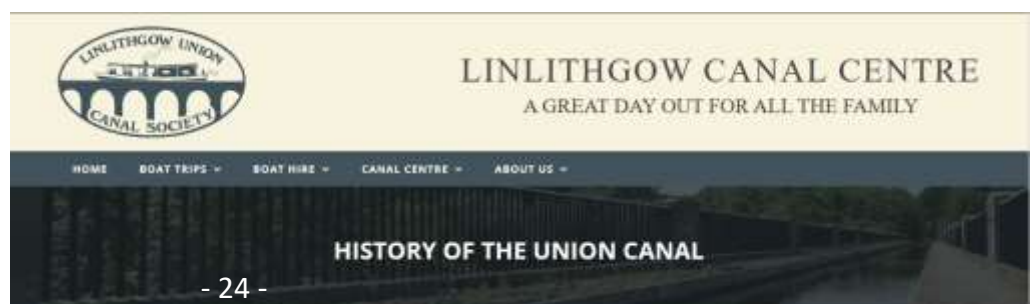 LINLITHGOW UNION
CANAL SOCIETY
LINLITHGOW CANAL CENTRE
A GREAT DAY OUT FOR ALL THE FAMILY
HOME BOAT TRIPS BOAT HIRE CANAL CENTRE ABOUT US
HISTORY OF THE UNION CANAL
- 24 -